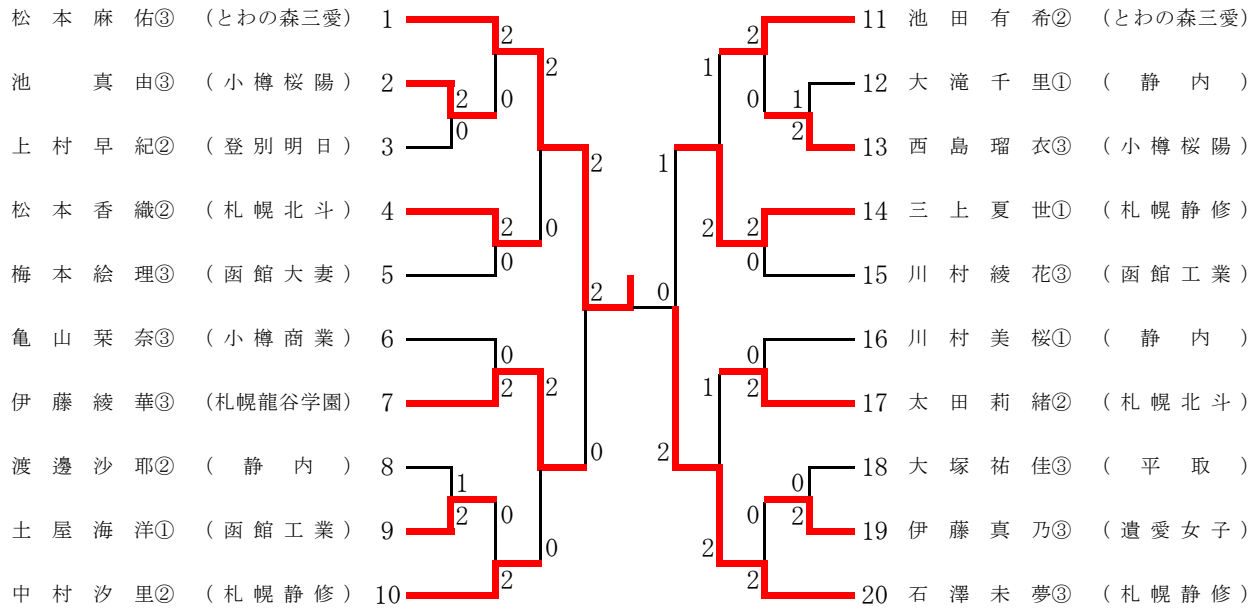 松本麻佑③ (とわの森三愛) 1
池真由③ (小樽桜陽) 2
上村早紀② (登別明日) 3
松本香織② (札幌北斗) 4
梅本絵理③ (函館大妻) 5
亀山栞奈③ (小樽商業) 6
伊藤綾華③ (札幌龍谷学園) 7
渡邊沙耶② (静内) 8
土屋海洋① (函館工業) 9
中村汐里② (札幌静修) 10
2
2
0
2
0
2
2
0
0
2
0
2
2
0
1
2
0
0
2
0
11 池田有希② (とわの森三愛)
12 大滝千里① (静内)
13 西島瑠衣③ (小樽桜陽)
14 三上夏世① (札幌静修)
15 川村綾花③ (函館工業)
16 川村美桜① (静内)
17 太田莉緒② (札幌北斗)
18 大塚祐佳③ (平取)
19 伊藤真乃③ (遺愛女子)
20 石澤未夢③ (札幌静修)
2
1
0
1
2
1
2
2
0
0
0
1
2
2
0
0
2
2